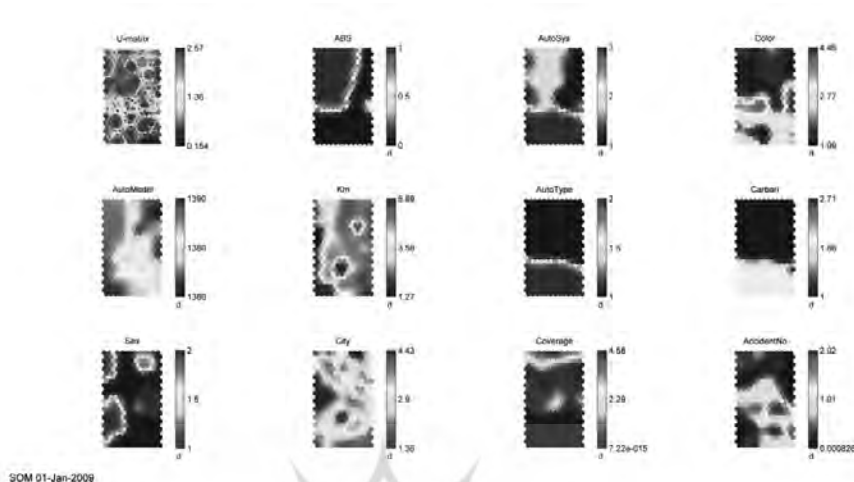 U-matrix
2.57
1.36
0.154
ABS
1
0.5
0
d
AutoSys
3
2
1
d
Color
4.45
2.77
1.09
d
AutoModel
1390
1380
1360
d
Km
5.89
3.58
1.27
d
AutoType
2
1.5
1
d
Carbari
2.71
1.86
1
d
Sex
2
1.5
1
d
City
4.43
2.9
1.36
d
Coverage
4.58
2.29
7.22e-015
d
AccidentNo
2.02
1.01
0.000826
d
SOM 01-Jan-2009